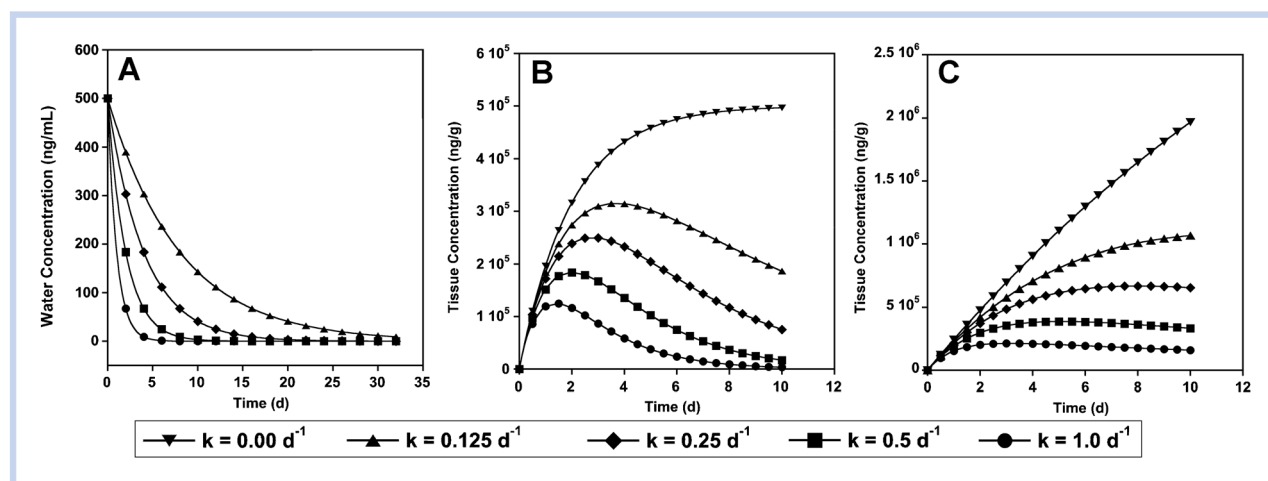 A
600
500
400
300
200
100
0
Water Concentration (ng/mL)
0 5 10 15 20 25 30 35
Time (d)
B
6 10⁵
5 10⁵
4 10⁵
3 10⁵
2 10⁵
1 10⁵
0
Tissue Concentration (ng/g)
0 2 4 6 8 10 12
Time (d)
C
2.5 10⁶
2 10⁶
1.5 10⁶
1 10⁶
5 10⁵
0
Tissue Concentration (ng/g)
0 2 4 6 8 10 12
Time (d)
k = 0.00 d⁻¹ k = 0.125 d⁻¹ k = 0.25 d⁻¹ k = 0.5 d⁻¹ k = 1.0 d⁻¹